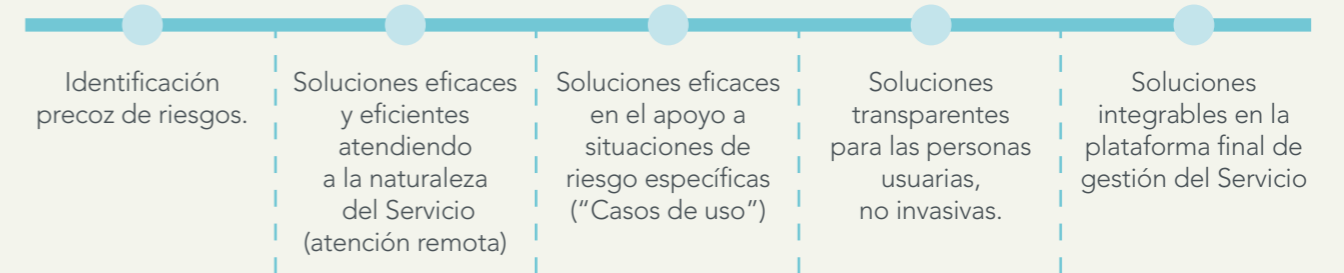 Identificación
precoz de riesgos.
Soluciones eficaces
y eficientes
atendiendo
a la naturaleza
del Servicio
(atención remota)
Soluciones eficaces
en el apoyo a
situaciones de
riesgo específicas
(“Casos de uso”)
Soluciones
transparentes
para las personas
usuarias,
no invasivas.
Soluciones
integrables en la
plataforma final de
gestión del Servicio